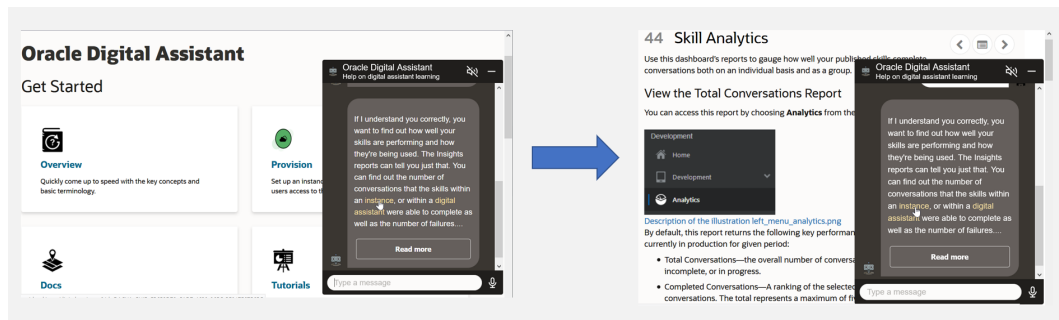 Oracle Digital Assistant
Get Started
Overview
Quickly come up to speed with the key concepts and
basic terminology.
Provision
Set up an instanc
users access to th
Docs
Tutorials
Oracle Digital Assistant
Help on digital assistant learning
If I understand you correctly, you
want to find out how well your
skills are performing and how
they're being used. The Insights
reports can tell you just that. You
can find out the number of
conversations that the skills within
an instance, or within a digital
assistant were able to complete as
well as the number of failures....
Read more
Type a message
44 Skill Analytics
Use this dashboard's reports to gauge how well your published skills complete
conversations both on an individual basis and as a group.
View the Total Conversations Report
You can access this report by choosing Analytics from the
Development
Home
Development
Analytics
Description of the illustration left_menu_analytics.png
By default, this report returns the following key performan
currently in production for given period:
• Total Conversations—the overall number of conversa
incomplete, or in progress.
• Completed Conversations—A ranking of the selected
conversations. The total represents a maximum of fi
Oracle Digital Assistant
Help on digital assistant learning
If I understand you correctly, you
want to find out how well your
skills are performing and how
they're being used. The Insights
reports can tell you just that. You
can find out the number of
conversations that the skills within
an instance, or within a digital
assistant were able to complete as
well as the number of failures....
Read more
Type a message